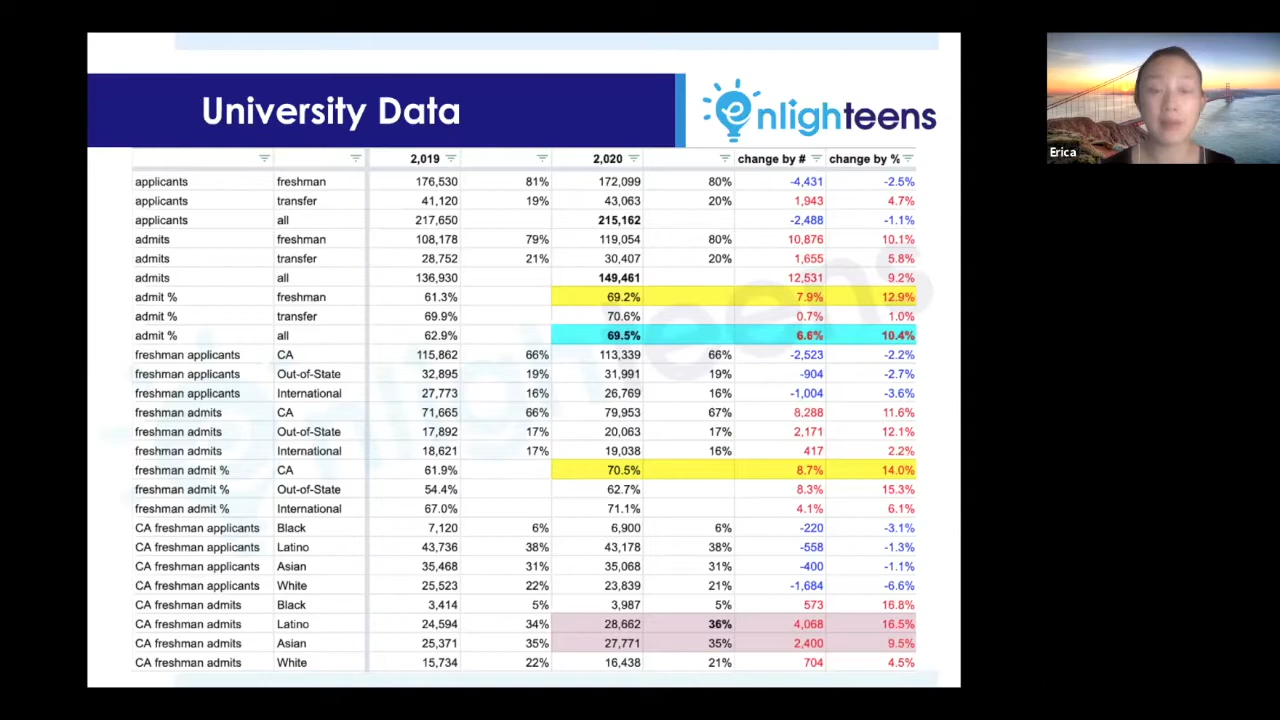 University Data
enlighteens
2,019 2,020 change by # change by %
applicants freshman 176,530 81% 172,099 80% -4,431 -2.5%
applicants transfer 41,120 19% 43,063 20% 1,943 4.7%
applicants all 217,650 215,162 -2,488 -1.1%
admits freshman 108,178 79% 119,054 80% 10,876 10.1%
admits transfer 28,752 21% 30,407 20% 1,655 5.8%
admits all 136,930 149,461 12,531 9.2%
admit % freshman 61.3% 69.2% 7.9% 12.9%
admit % transfer 69.9% 70.6% 0.7% 1.0%
admit % all 62.9% 69.5% 6.6% 10.4%
freshman applicants CA 115,862 66% 113,339 66% -2,523 -2.2%
freshman applicants Out-of-State 32,895 19% 31,991 19% -904 -2.7%
freshman applicants International 27,773 16% 26,769 16% -1,004 -3.6%
freshman admits CA 71,665 66% 79,953 67% 8,288 11.6%
freshman admits Out-of-State 17,892 17% 20,063 17% 2,171 12.1%
freshman admits International 18,621 17% 19,038 16% 417 2.2%
freshman admit % CA 61.9% 70.5% 8.7% 14.0%
freshman admit % Out-of-State 54.4% 62.7% 8.3% 15.3%
freshman admit % International 67.0% 71.1% 4.1% 6.1%
CA freshman applicants Black 7,120 6% 6,900 6% -220 -3.1%
CA freshman applicants Latino 43,736 38% 43,178 38% -558 -1.3%
CA freshman applicants Asian 35,468 31% 35,068 31% -400 -1.1%
CA freshman applicants White 25,523 22% 23,839 21% -1,684 -6.6%
CA freshman admits Black 3,414 5% 3,987 5% 573 16.8%
CA freshman admits Latino 24,594 34% 28,662 36% 4,068 16.5%
CA freshman admits Asian 25,371 35% 27,771 35% 2,400 9.5%
CA freshman admits White 15,734 22% 16,438 21% 704 4.5%
Erica